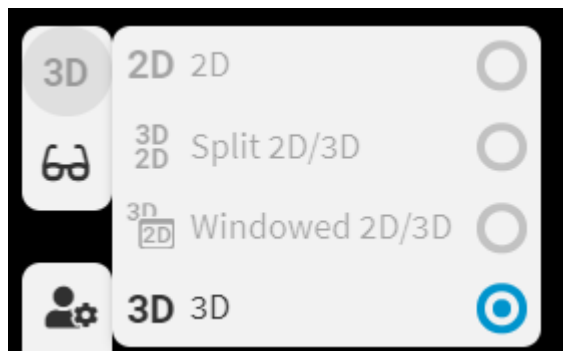 3D
2D 2D
3D
2D Split 2D/3D
3D
2D Windowed 2D/3D
3D 3D